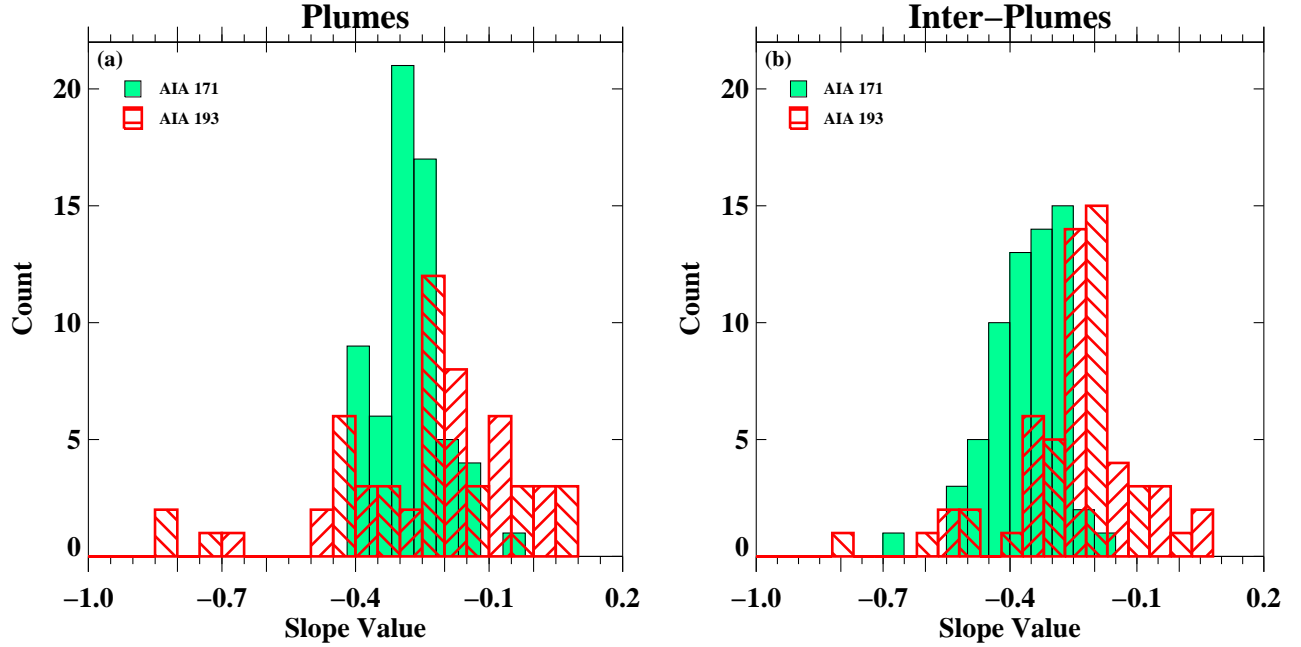 Plumes
(a)
AIA 171
AIA 193
20
15
10
5
0
Count
−1.0 −0.7 −0.4 −0.1 0.2
Slope Value
Inter−Plumes
(b)
AIA 171
AIA 193
20
15
10
5
0
Count
−1.0 −0.7 −0.4 −0.1 0.2
Slope Value